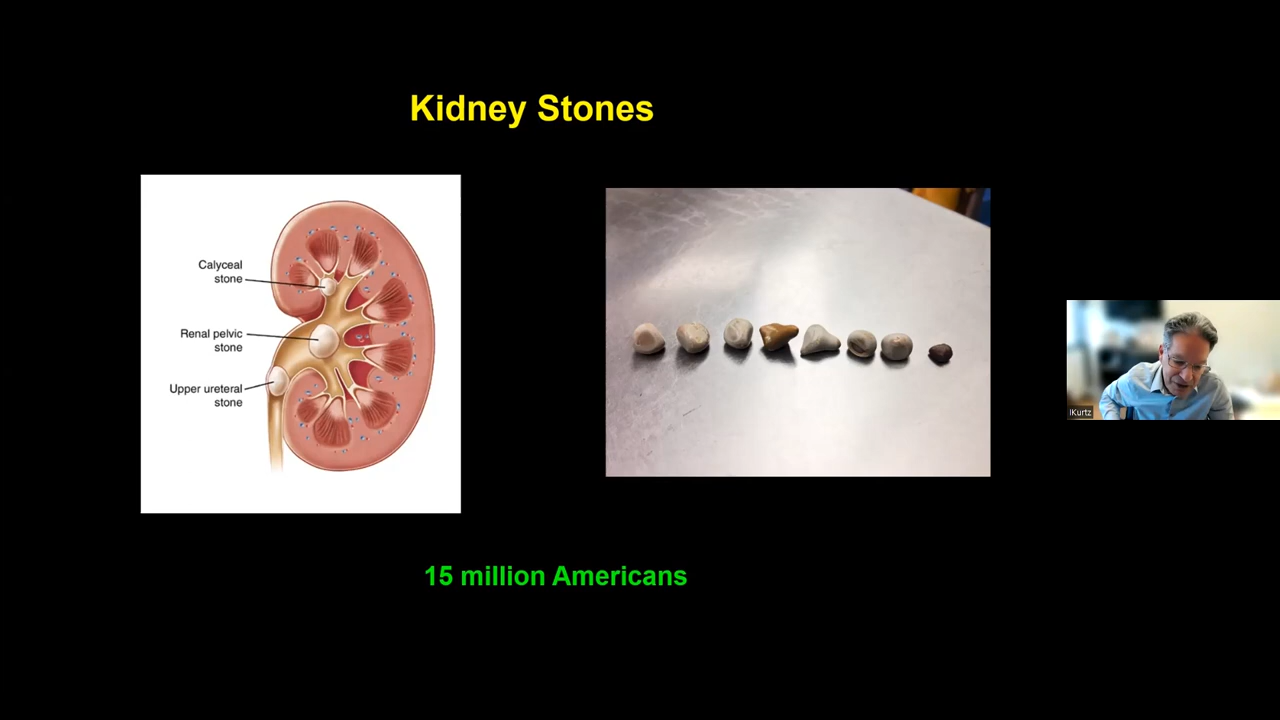 Kidney Stones
Calyceal
stone
Renal pelvic
stone
Upper ureteral
stone
IKurtz
15 million Americans